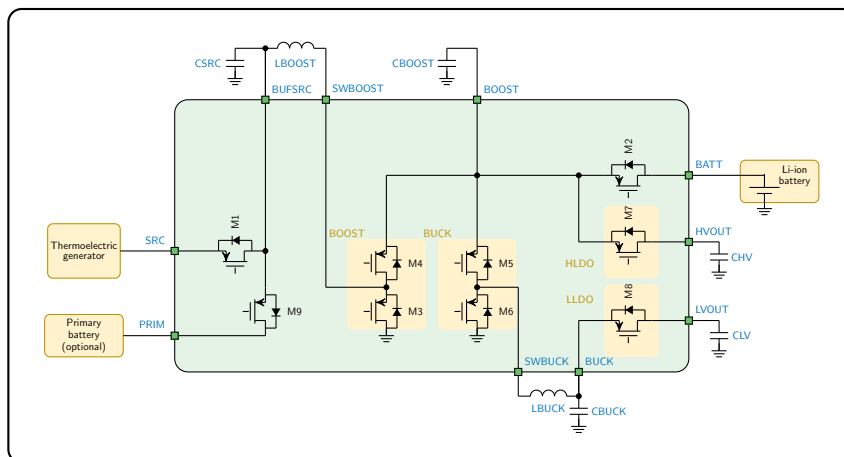 CSRC
LBOOST
CBOOST
BUFSRC
SWBOOST
BOOST
M2
BATT
Li-ion
battery
M7
M1
Thermoelectric
generator
SRC
BOOST
BUCK
HVOUT
M4
M5
HLDO
CHV
LLDO
M8
M9
M3
M6
LVOUT
Primary
battery
(optional)
PRIM
CLV
SWBUCK
BUCK
LBUCK
CBUCK